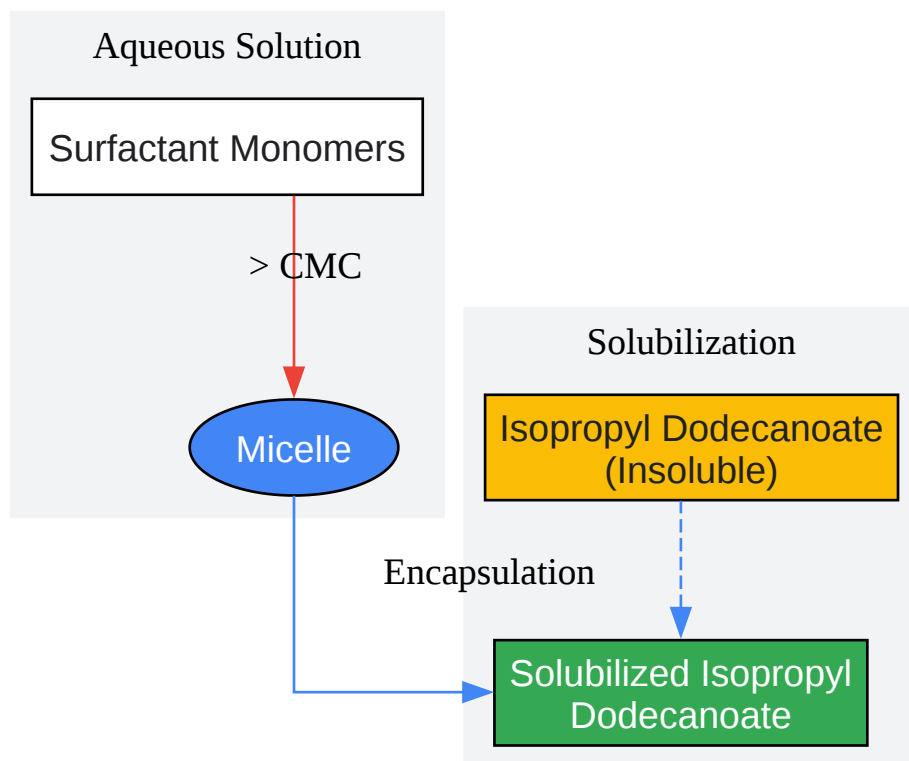 Aqueous Solution
Surfactant Monomers
> CMC
Micelle
Solubilization
Isopropyl Dodecanoate
(Insoluble)
Encapsulation
Solubilized Isopropyl
Dodecanoate